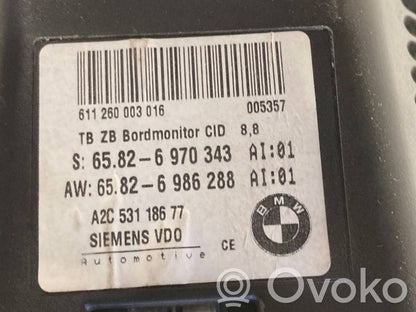 611 260 003 016 005357
TB ZB Bordmonitor CID 8,8
S: 65.82-6 970 343 AI:01
AW: 65.82-6 986 288 AI:01
A2C 531 186 77
SIEMENS VDO CE
Automotive
BMW
Ovoko